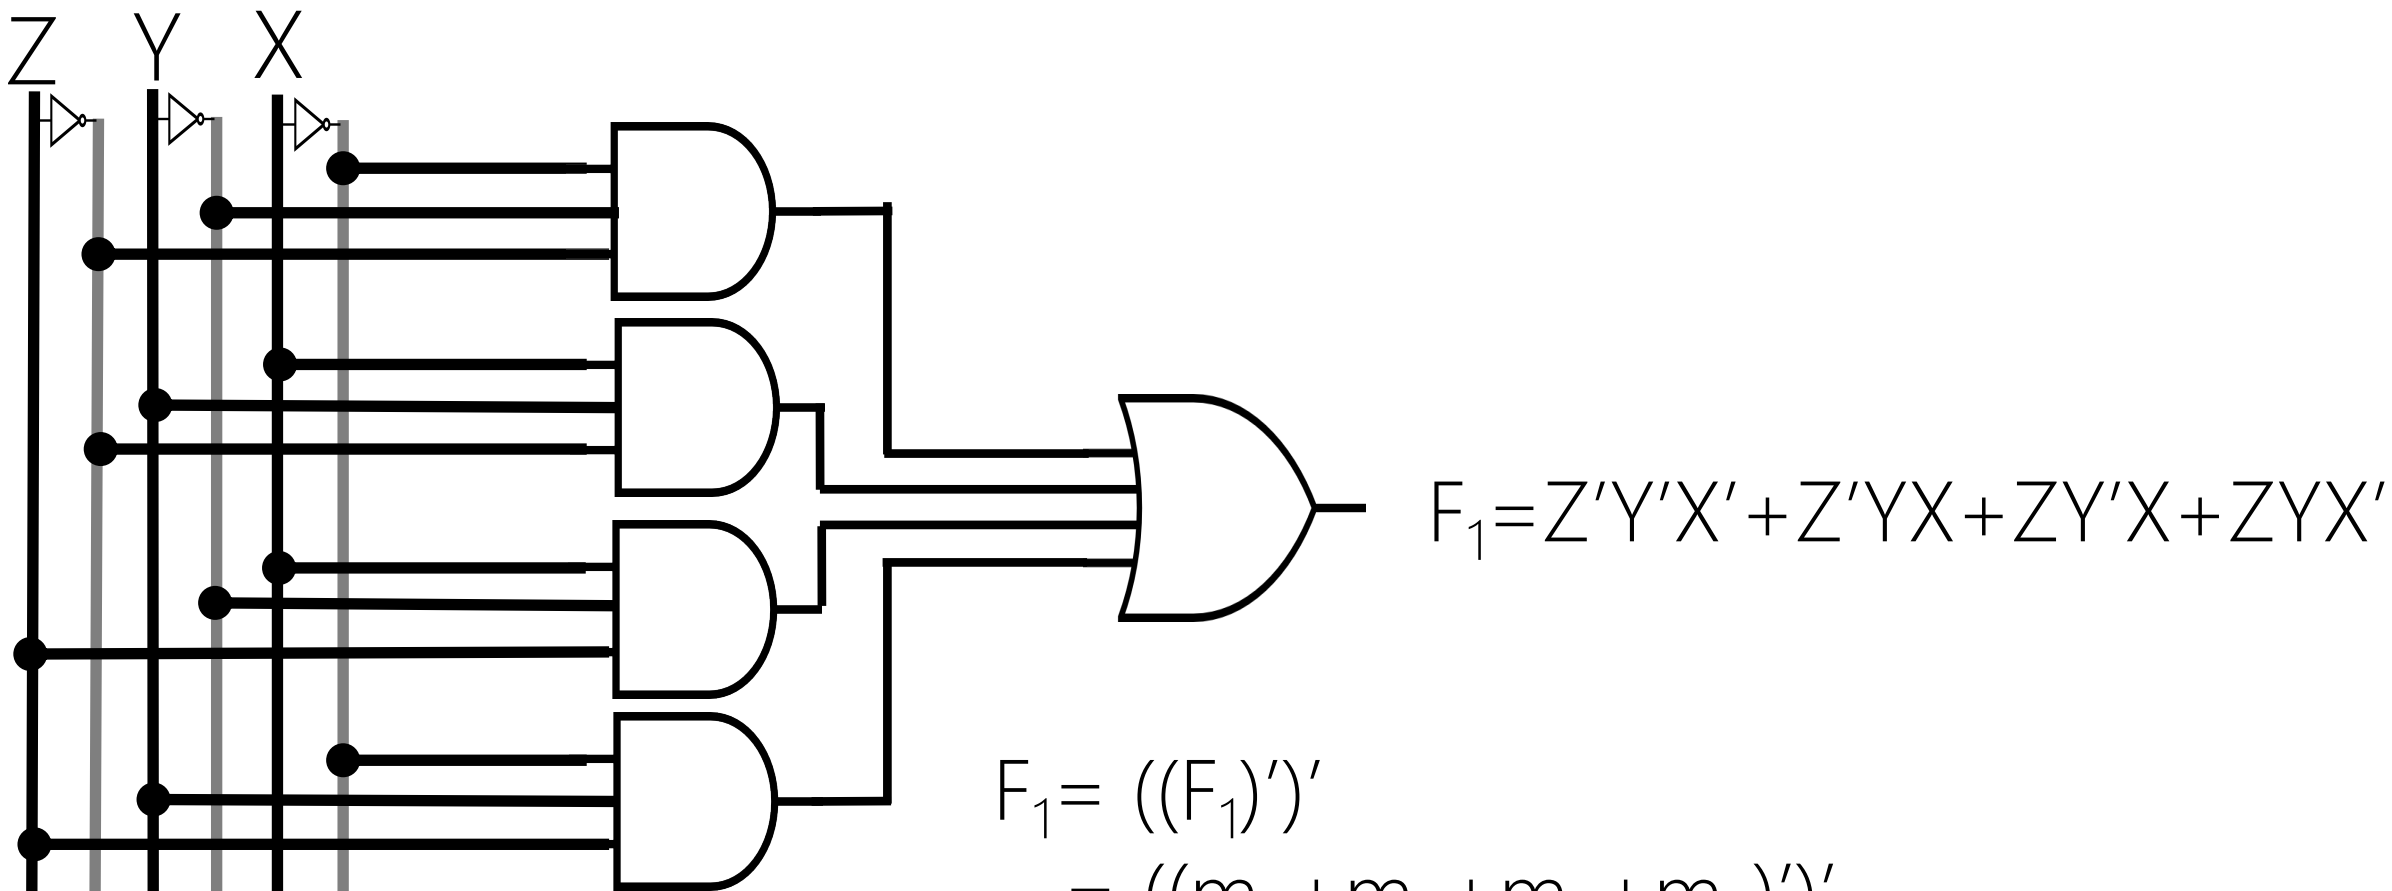 Z Y X
F₁=Z′Y′X′+Z′YX+ZY′X+ZYX′
F₁= ((F₁)′)′
= ((m +m +m +m )′)′